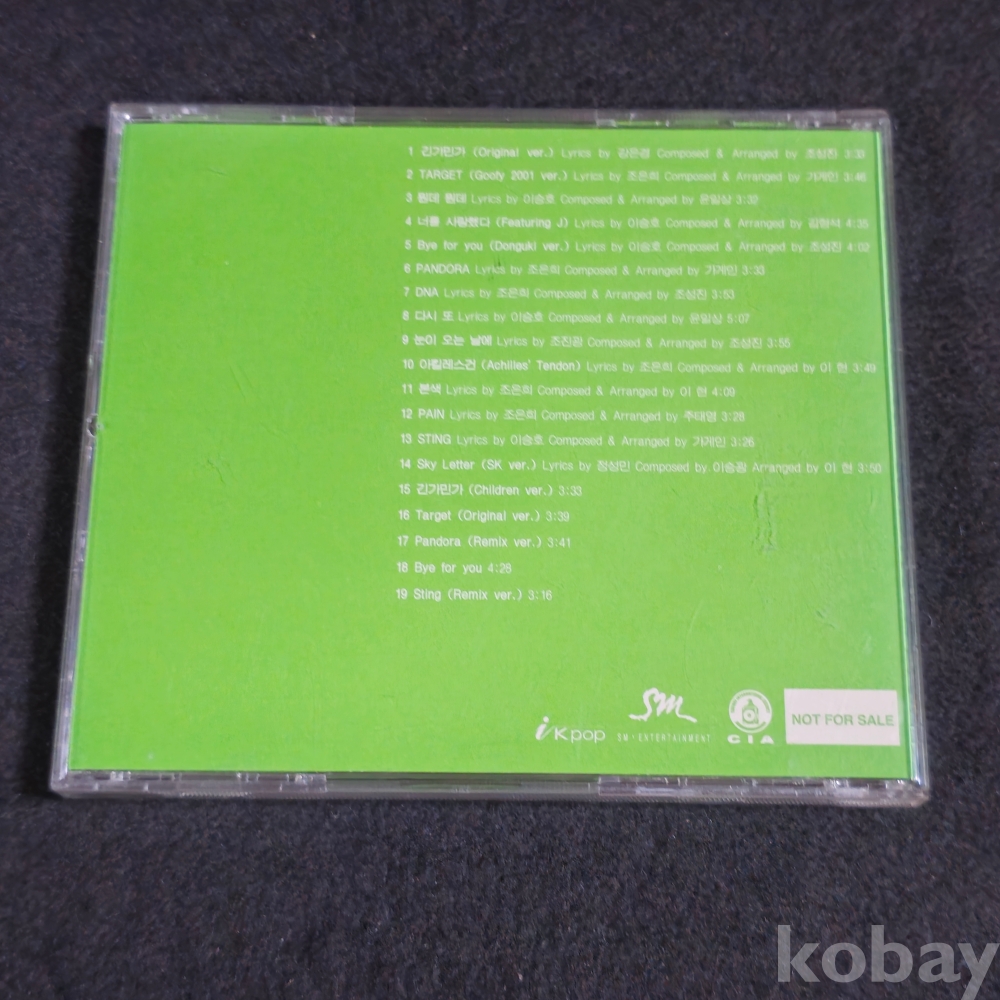 1 긴가민가 (Original ver.) Lyrics by 강은경 Composed & Arranged by 조성진 3:33
2 TARGET (Goofy 2001 ver.) Lyrics by 조은희 Composed & Arranged by 가게인 3:46
3 뭔데 뭔데 Lyrics by 이승호 Composed & Arranged by 윤일상 3:32
4 너를 사랑했다 (Featuring J) Lyrics by 이승호 Composed & Arranged by 김형석 4:35
5 Bye for you (Donguki ver.) Lyrics by 이승호 Composed & Arranged by 조성진 4:02
6 PANDORA Lyrics by 조은희 Composed & Arranged by 가게인 3:33
7 DNA Lyrics by 조은희 Composed & Arranged by 조성진 3:53
8 다시 또 Lyrics by 이승호 Composed & Arranged by 윤일상 5:07
9 눈이 오는 날에 Lyrics by 조진광 Composed & Arranged by 조성진 3:55
10 아킬레스건 (Achilles' Tendon) Lyrics by 조은희 Composed & Arranged by 이 현 3:49
11 본색 Lyrics by 조은희 Composed & Arranged by 이 현 4:09
12 PAIN Lyrics by 조은희 Composed & Arranged by 주태영 3:28
13 STING Lyrics by 이승호 Composed & Arranged by 가게인 3:26
14 Sky Letter (SK ver.) Lyrics by 정성민 Composed by 이승광 Arranged by 이 현 3:50
15 긴가민가 (Children ver.) 3:33
16 Target (Original ver.) 3:39
17 Pandora (Remix ver.) 3:41
18 Bye for you 4:28
19 Sting (Remix ver.) 3:16
i K pop
SM
SM · ENTERTAINMENT
CIA
NOT FOR SALE
kobay